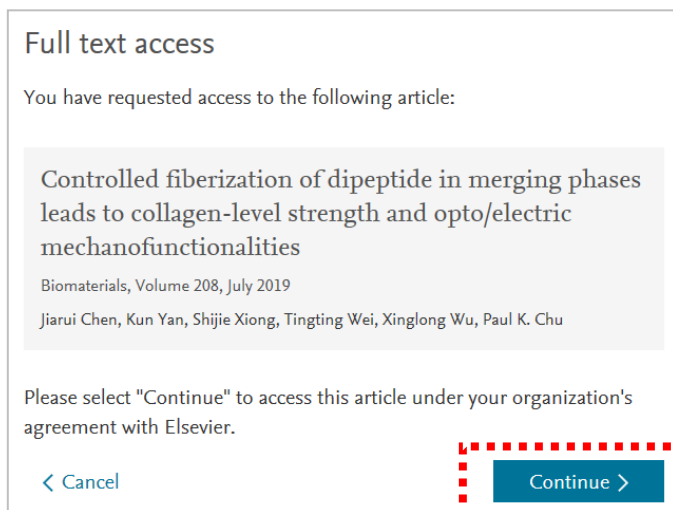 Full text access
You have requested access to the following article:
Controlled fiberization of dipeptide in merging phases
leads to collagen-level strength and opto/electric
mechanofunctionalities
Biomaterials, Volume 208, July 2019
Jiarui Chen, Kun Yan, Shijie Xiong, Tingting Wei, Xinglong Wu, Paul K. Chu
Please select "Continue" to access this article under your organization's
agreement with Elsevier.
Cancel
Continue